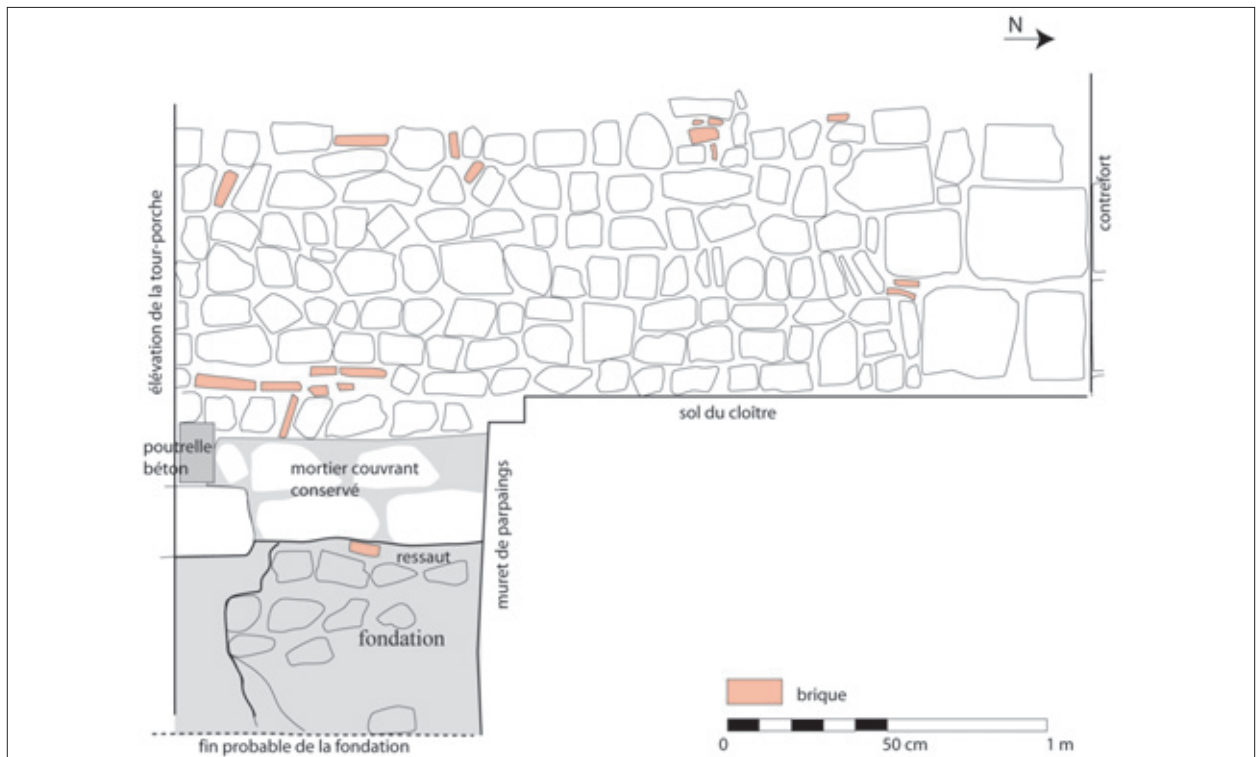 N
élévation de la tour-porche
contrefort
sol du cloître
poutrelle
béton
mortier couvrant
conservé
muret de parpaings
ressaut
fondation
fin probable de la fondation
brique
0 50 cm 1 m